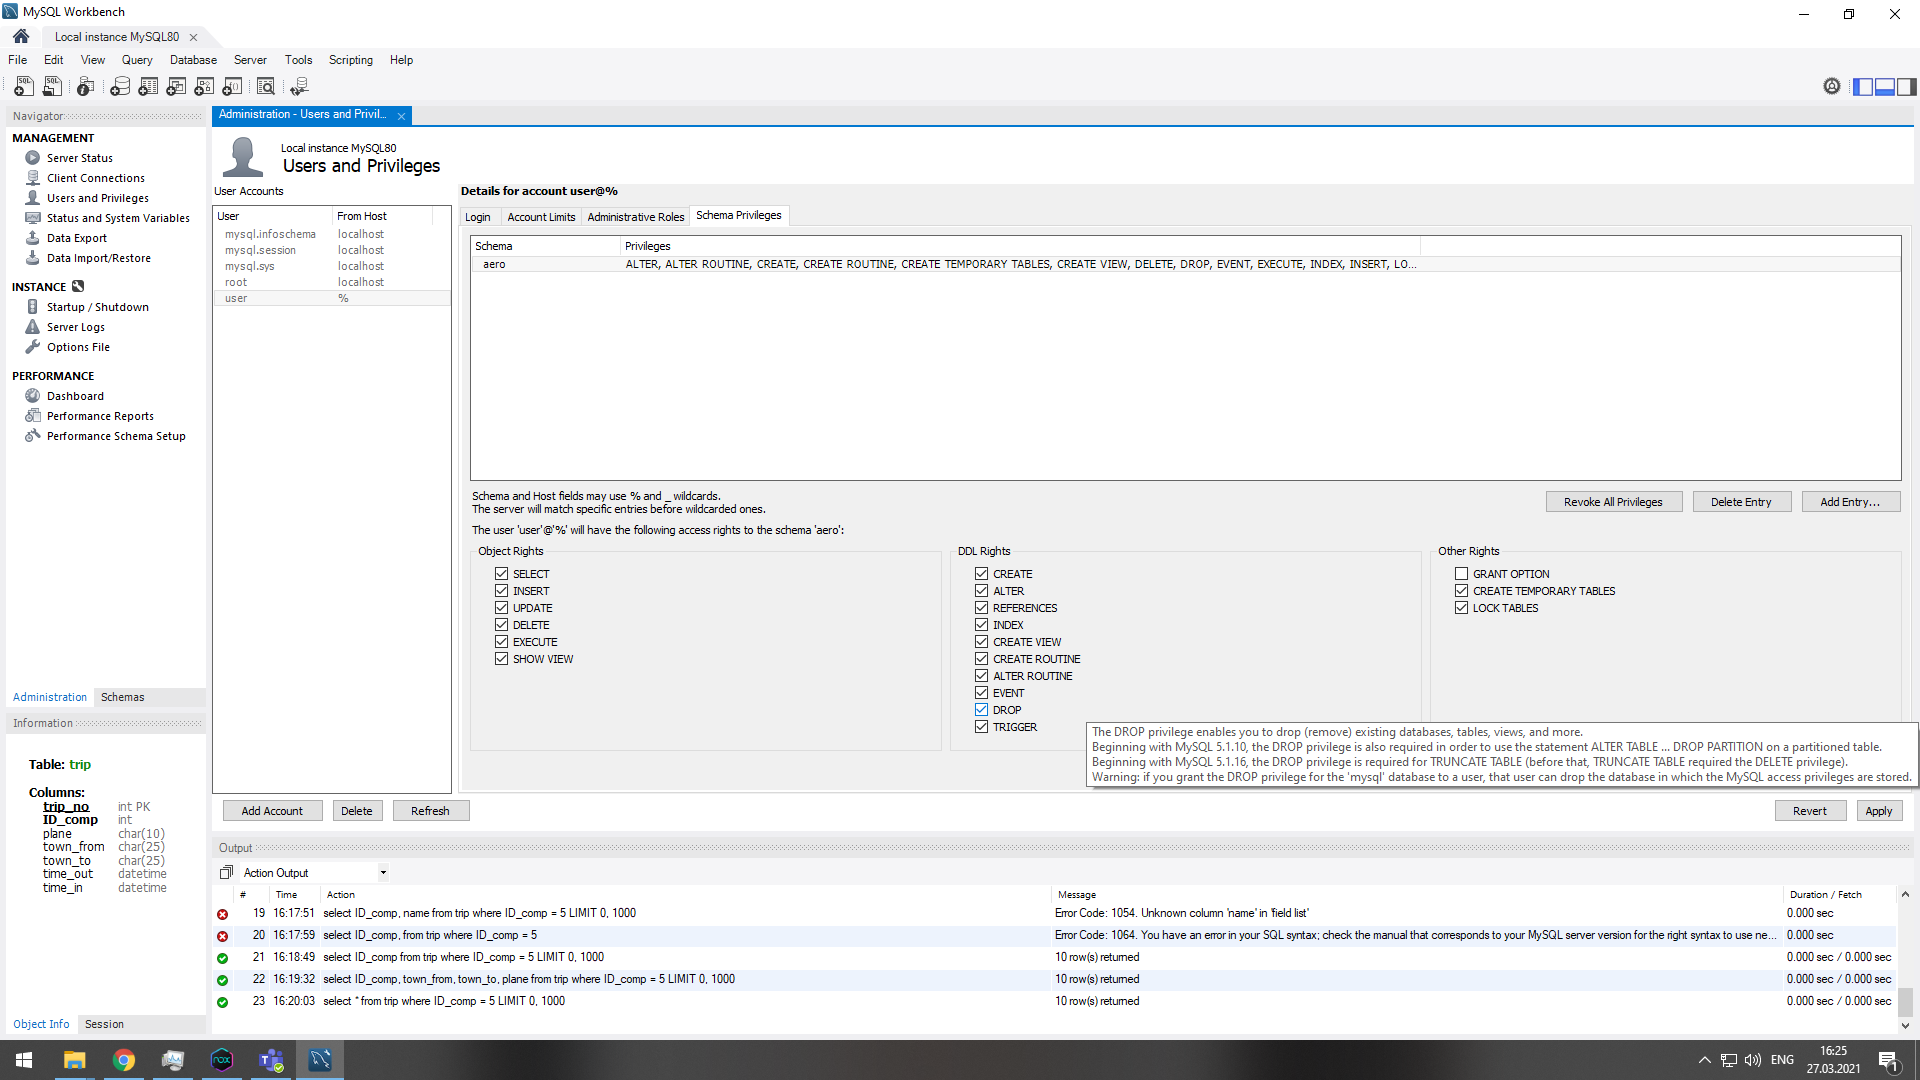 MySQL Workbench
Local instance MySQL80
File Edit View Query Database Server Tools Scripting Help
Navigator
MANAGEMENT
Server Status
Client Connections
Users and Privileges
Status and System Variables
Data Export
Data Import/Restore
INSTANCE
Startup / Shutdown
Server Logs
Options File
PERFORMANCE
Dashboard
Performance Reports
Performance Schema Setup
Administration Schemas
Information
Table: trip
Columns:
trip_no int PK
ID_comp int
plane char(10)
town_from char(25)
town_to char(25)
time_out datetime
time_in datetime
Object Info Session
Administration - Users and Privil...
Local instance MySQL80
Users and Privileges
User Accounts
User From Host
mysql.infoschema localhost
mysql.session localhost
mysql.sys localhost
root localhost
user %
Add Account Delete Refresh
Details for account user@%
Login Account Limits Administrative Roles Schema Privileges
Schema Privileges
aero ALTER, ALTER ROUTINE, CREATE, CREATE ROUTINE, CREATE TEMPORARY TABLES, CREATE VIEW, DELETE, DROP, EVENT, EXECUTE, INDEX, INSERT, LO...
Schema and Host fields may use % and _ wildcards.
The server will match specific entries before wildcarded ones.
Revoke All Privileges Delete Entry Add Entry...
The user 'user'@'%' will have the following access rights to the schema 'aero':
Object Rights
SELECT
INSERT
UPDATE
DELETE
EXECUTE
SHOW VIEW
DDL Rights
CREATE
ALTER
REFERENCES
INDEX
CREATE VIEW
CREATE ROUTINE
ALTER ROUTINE
EVENT
DROP
TRIGGER
Other Rights
GRANT OPTION
CREATE TEMPORARY TABLES
LOCK TABLES
The DROP privilege enables you to drop (remove) existing databases, tables, views, and more.
Beginning with MySQL 5.1.10, the DROP privilege is also required in order to use the statement ALTER TABLE ... DROP PARTITION on a partitioned table.
Beginning with MySQL 5.1.16, the DROP privilege is required for TRUNCATE TABLE (before that, TRUNCATE TABLE required the DELETE privilege).
Warning: if you grant the DROP privilege for the 'mysql' database to a user, that user can drop the database in which the MySQL access privileges are stored.
Revert Apply
Output
Action Output
# Time Action Message Duration / Fetch
19 16:17:51 select ID_comp, name from trip where ID_comp = 5 LIMIT 0, 1000 Error Code: 1054. Unknown column 'name' in 'field list' 0.000 sec
20 16:17:59 select ID_comp, from trip where ID_comp = 5 Error Code: 1064. You have an error in your SQL syntax; check the manual that corresponds to your MySQL server version for the right syntax to use ne... 0.000 sec
21 16:18:49 select ID_comp from trip where ID_comp = 5 LIMIT 0, 1000 10 row(s) returned 0.000 sec / 0.000 sec
22 16:19:32 select ID_comp, town_from, town_to, plane from trip where ID_comp = 5 LIMIT 0, 1000 10 row(s) returned 0.000 sec / 0.000 sec
23 16:20:03 select * from trip where ID_comp = 5 LIMIT 0, 1000 10 row(s) returned 0.000 sec / 0.000 sec
ENG
16:25
27.03.2021
1